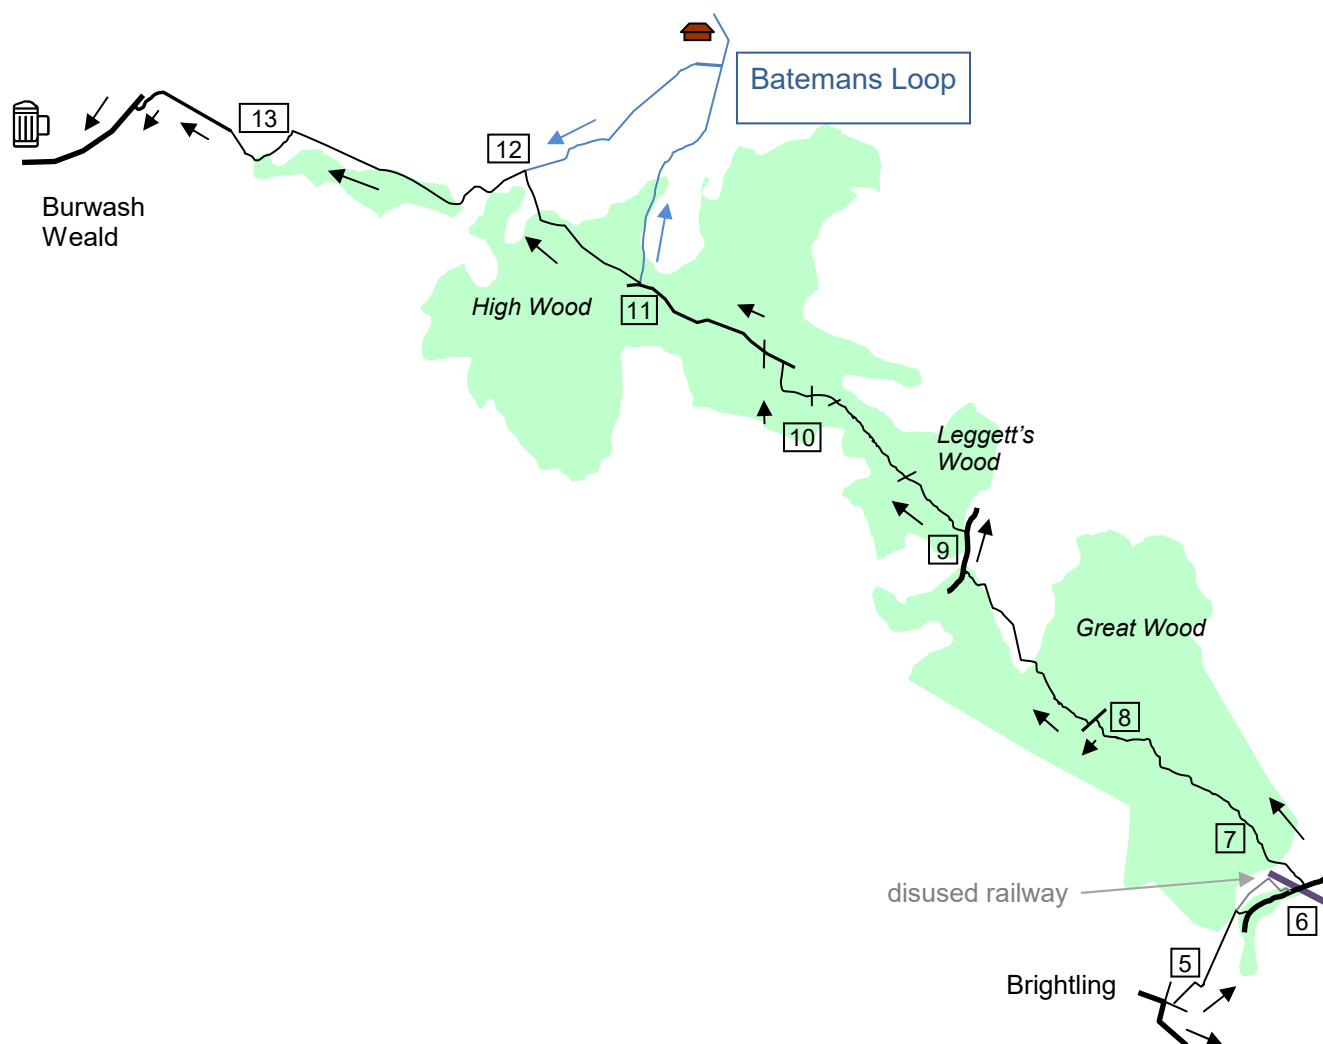 Batemans Loop
13
12
Burwash
Weald
High Wood
11
10
Leggett's
Wood
9
Great Wood
8
7
disused railway
6
5
Brightling